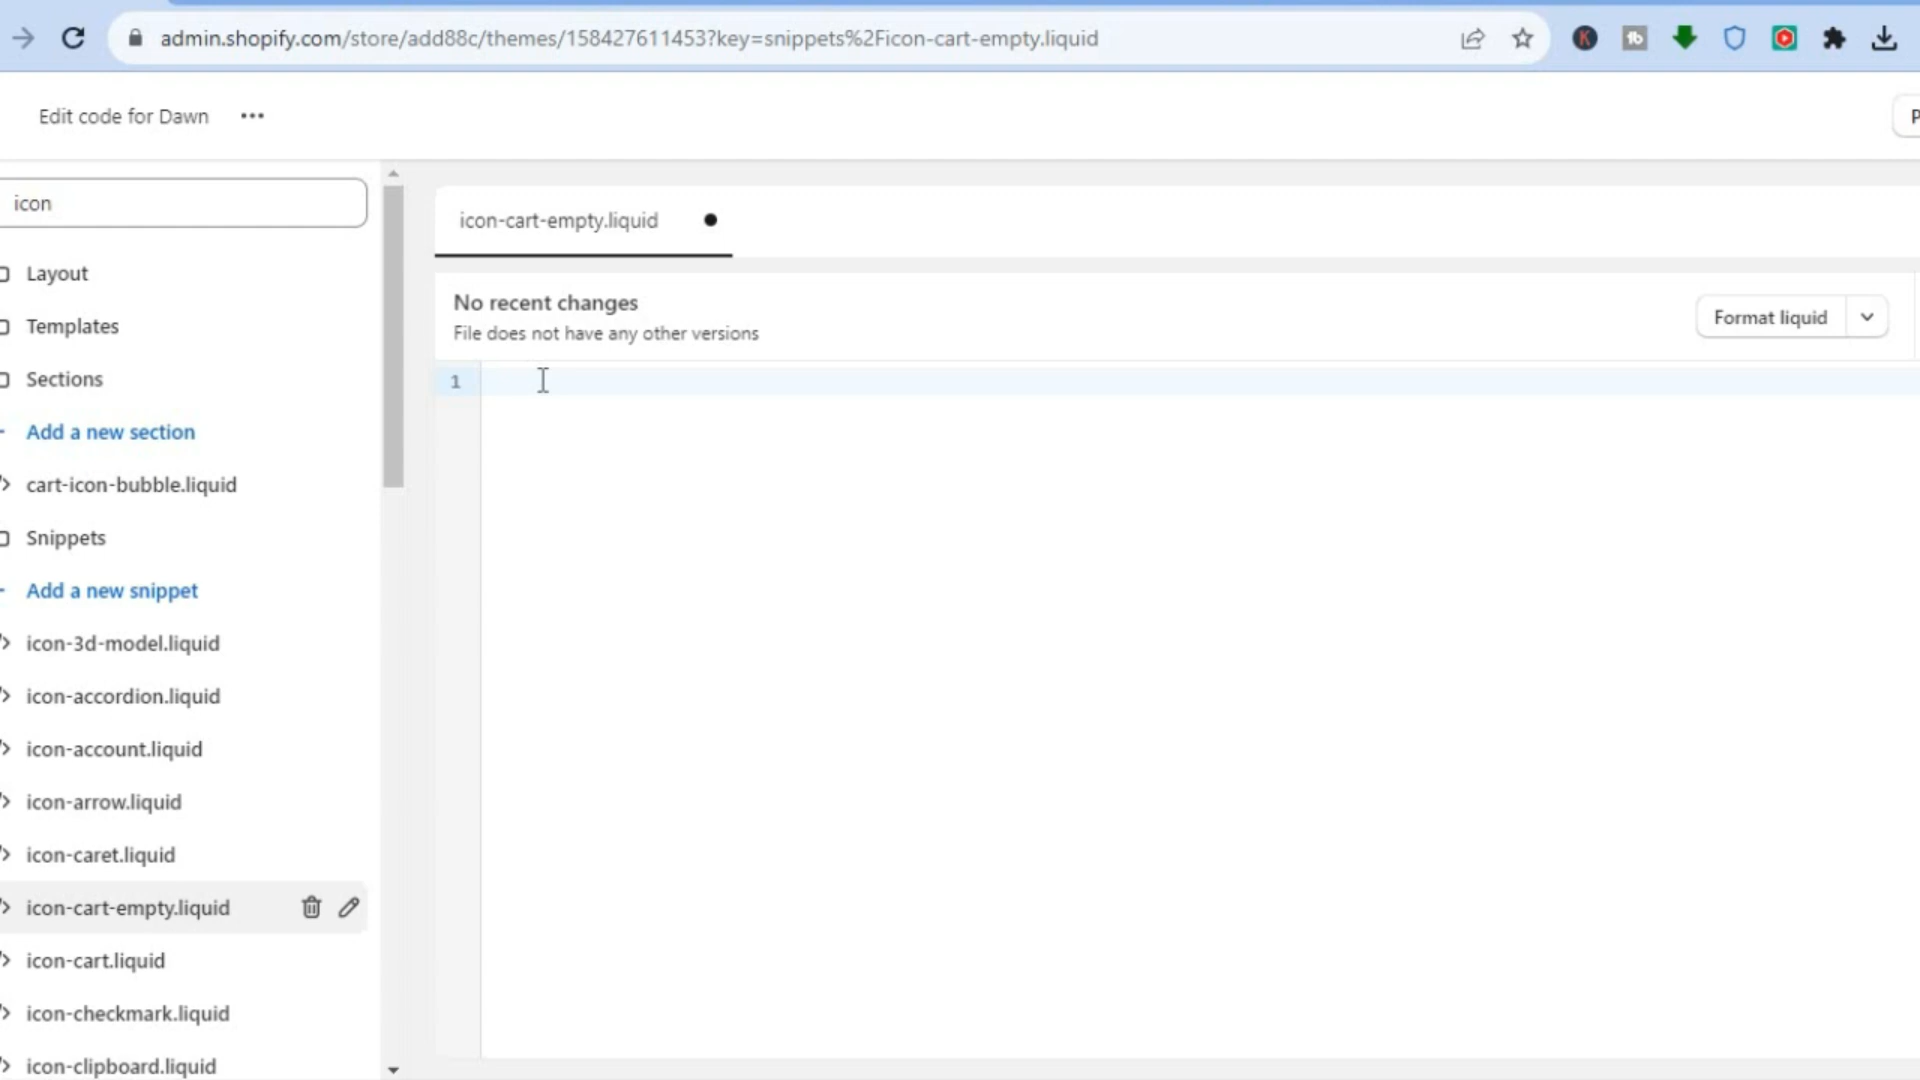 admin.shopify.com/store/add88c/themes/158427611453?key=snippets%2Ficon-cart-empty.liquid
K
tb
Edit code for Dawn
P
icon
icon-cart-empty.liquid
Layout
No recent changes
File does not have any other versions
Format liquid
Templates
1
Sections
Add a new section
cart-icon-bubble.liquid
Snippets
Add a new snippet
icon-3d-model.liquid
icon-accordion.liquid
icon-account.liquid
icon-arrow.liquid
icon-caret.liquid
icon-cart-empty.liquid
icon-cart.liquid
icon-checkmark.liquid
icon-clipboard.liquid